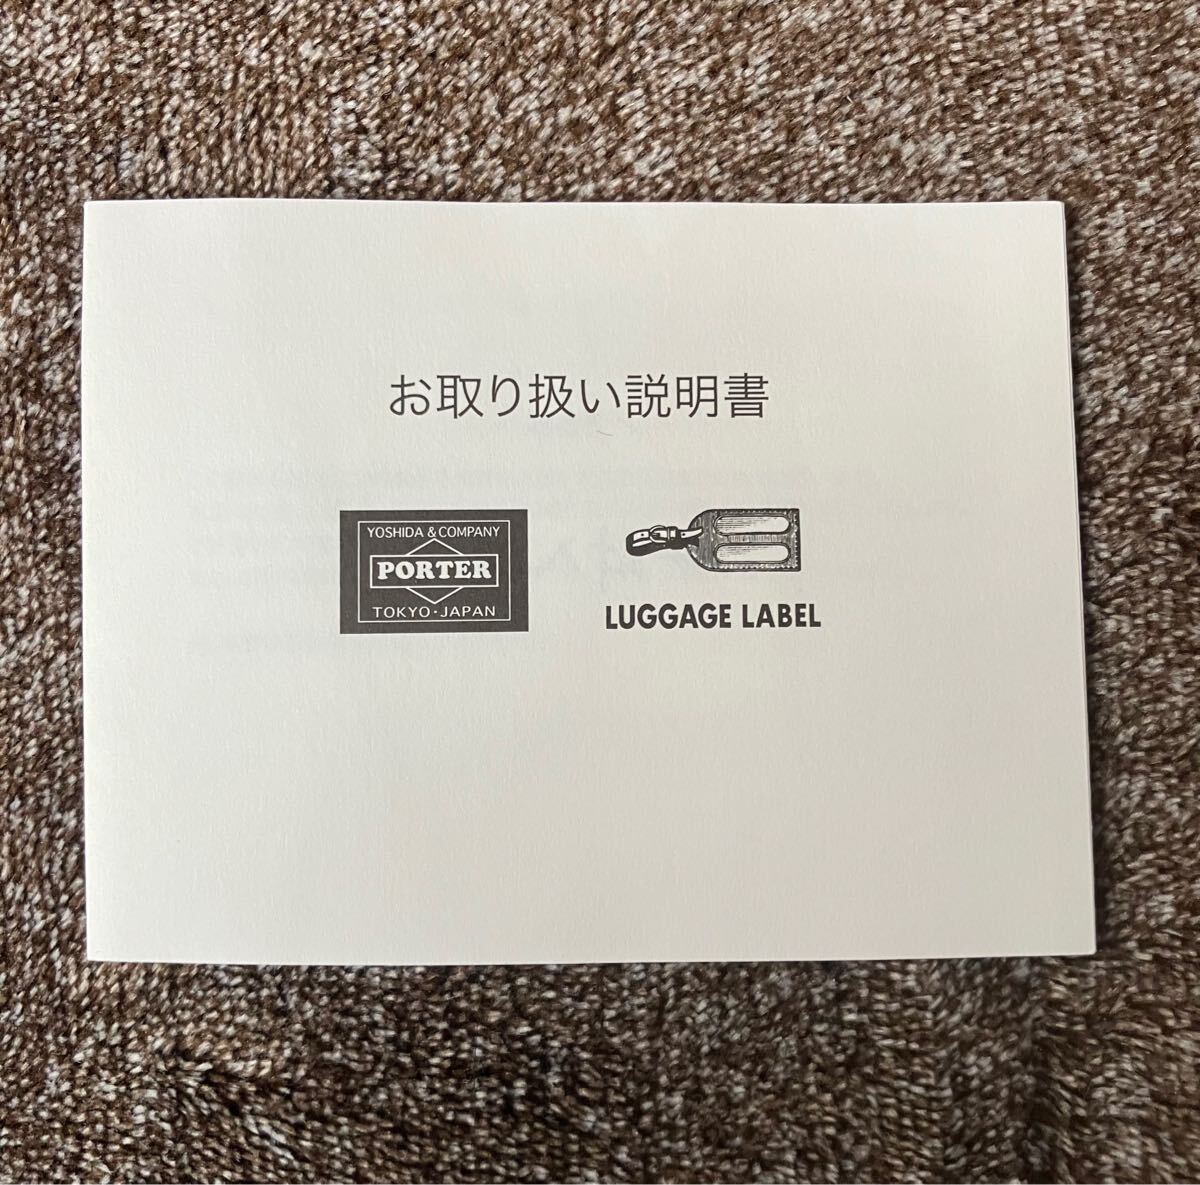 お取り扱い説明書
YOSHIDA & COMPANY
PORTER
TOKYO・JAPAN
LUGGAGE LABEL